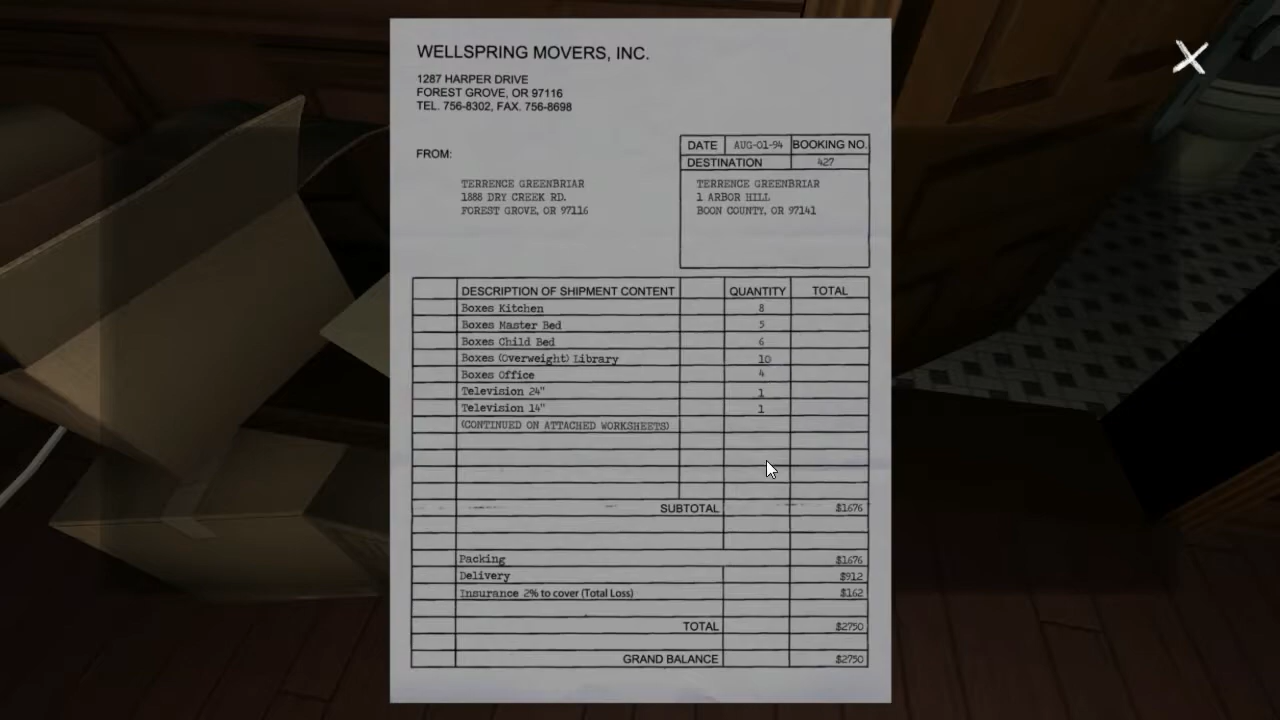 WELLSPRING MOVERS, INC.
1287 HARPER DRIVE
FOREST GROVE, OR 97116
TEL. 756-8302, FAX. 756-8698
FROM:
TERRENCE GREENBRIAR
1888 DRY CREEK RD.
FOREST GROVE, OR 97116
DATE AUG-01-94 BOOKING NO.
DESTINATION 427
TERRENCE GREENBRIAR
1 ARBOR HILL
BOON COUNTY, OR 97141
DESCRIPTION OF SHIPMENT CONTENT QUANTITY TOTAL
Boxes Kitchen 8
Boxes Master Bed 5
Boxes Child Bed 6
Boxes (Overweight) Library 10
Boxes Office 4
Television 24" 1
Television 14" 1
(CONTINUED ON ATTACHED WORKSHEETS)
SUBTOTAL $1676
Packing $1676
Delivery $912
Insurance 2% to cover (Total Loss) $162
TOTAL $2750
GRAND BALANCE $2750